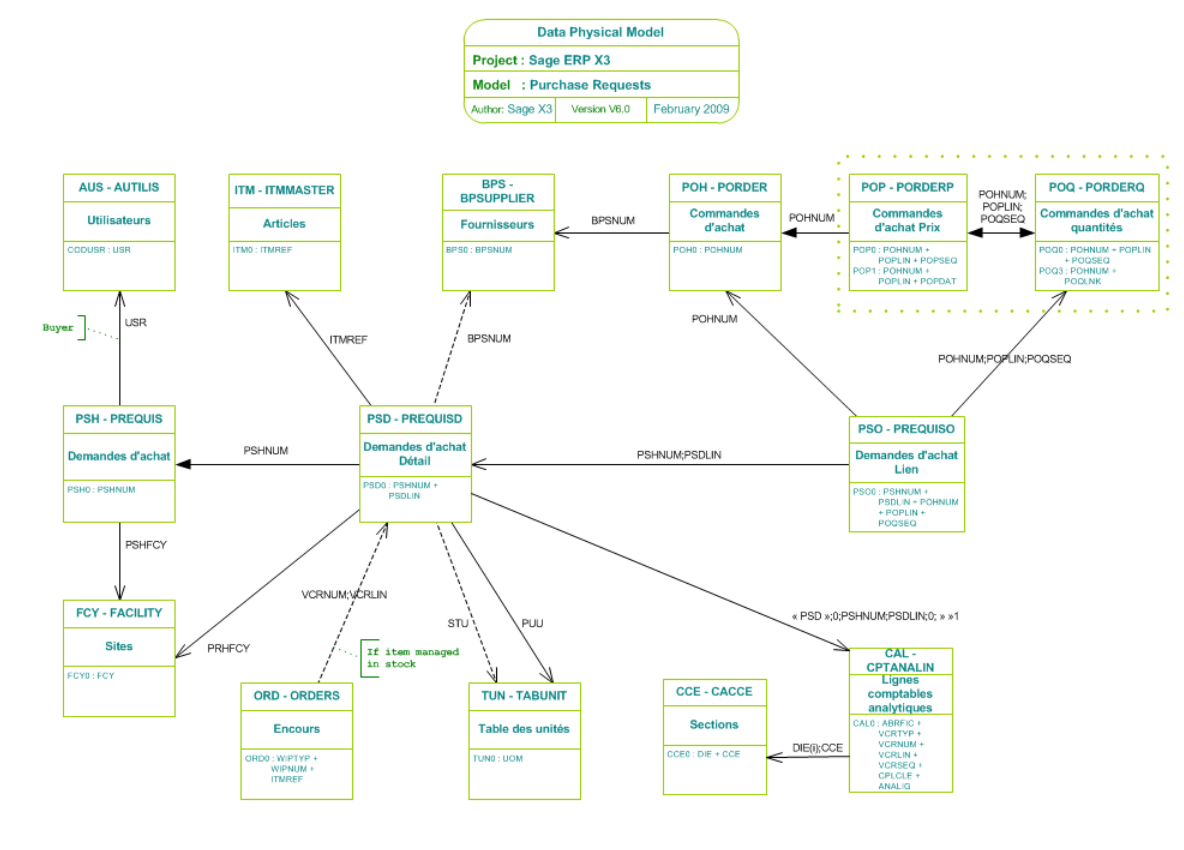 Data Physical Model
Project : Sage ERP X3
Model : Purchase Requests
Author: Sage X3
Version V6.0
February 2009
AUS - AUTILIS
Utilisateurs
CODUSR : USR
ITM - ITMMASTER
Articles
ITM0 : ITMREF
BPS -
BPSUPPLIER
Fournisseurs
BPS0 : BPSNUM
BPSNUM
POH - PORDER
Commandes
d'achat
POH0 : POHNUM
POHNUM
POP - PORDERP
Commandes
d'achat Prix
POP0 : POHNUM +
POPLIN + POPSEQ
POP1 : POHNUM +
POPLIN + POPDAT
POHNUM;
POPLIN;
POQSEQ
POQ - PORDERQ
Commandes d'achat
quantités
POQ0 : POHNUM + POPLIN
+ POQSEQ
POQ3 : POHNUM +
POQLNK
Buyer
USR
ITMREF
BPSNUM
POHNUM
POHNUM;POPLIN;POQSEQ
PSH - PREQUIS
Demandes d'achat
PSH0 : PSHNUM
PSHNUM
PSD - PREQUISD
Demandes d'achat
Détail
PSD0 : PSHNUM +
PSDLIN
PSHNUM;PSDLIN
PSO - PREQUISO
Demandes d'achat
Lien
PSO0 : PSHNUM +
PSDLIN + POHNUM
+ POPLIN +
POQSEQ
PSHFCY
VCRNUM;VCRLIN
STU
PUU
« PSD »;0;PSHNUM;PSDLIN;0; » »1
FCY - FACILITY
Sites
FCY0 : FCY
PRHFCY
If item managed
in stock
ORD - ORDERS
Encours
ORD0 : WIPTYP +
WIPNUM +
ITMREF
TUN - TABUNIT
Table des unités
TUN0 : UOM
CCE - CACCE
Sections
CCE0 : DIE + CCE
DIE(i);CCE
CAL -
CPTANALIN
Lignes
comptables
analytiques
CAL0 : ABRFIC +
VCRTYP +
VCRNUM +
VCRLIN +
VCRSEQ +
CPLCLE +
ANALIG